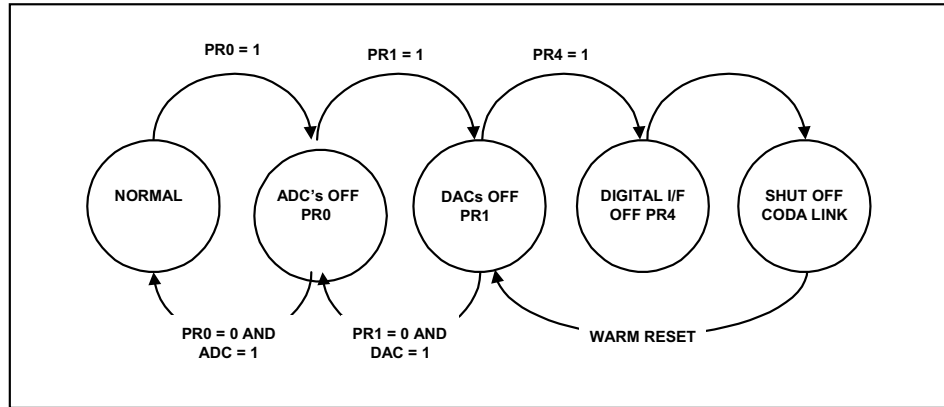 PR0 = 1
PR1 = 1
PR4 = 1
NORMAL
ADC's OFF
PR0
DACs OFF
PR1
DIGITAL I/F
OFF PR4
SHUT OFF
CODA LINK
PR0 = 0 AND
ADC = 1
PR1 = 0 AND
DAC = 1
WARM RESET